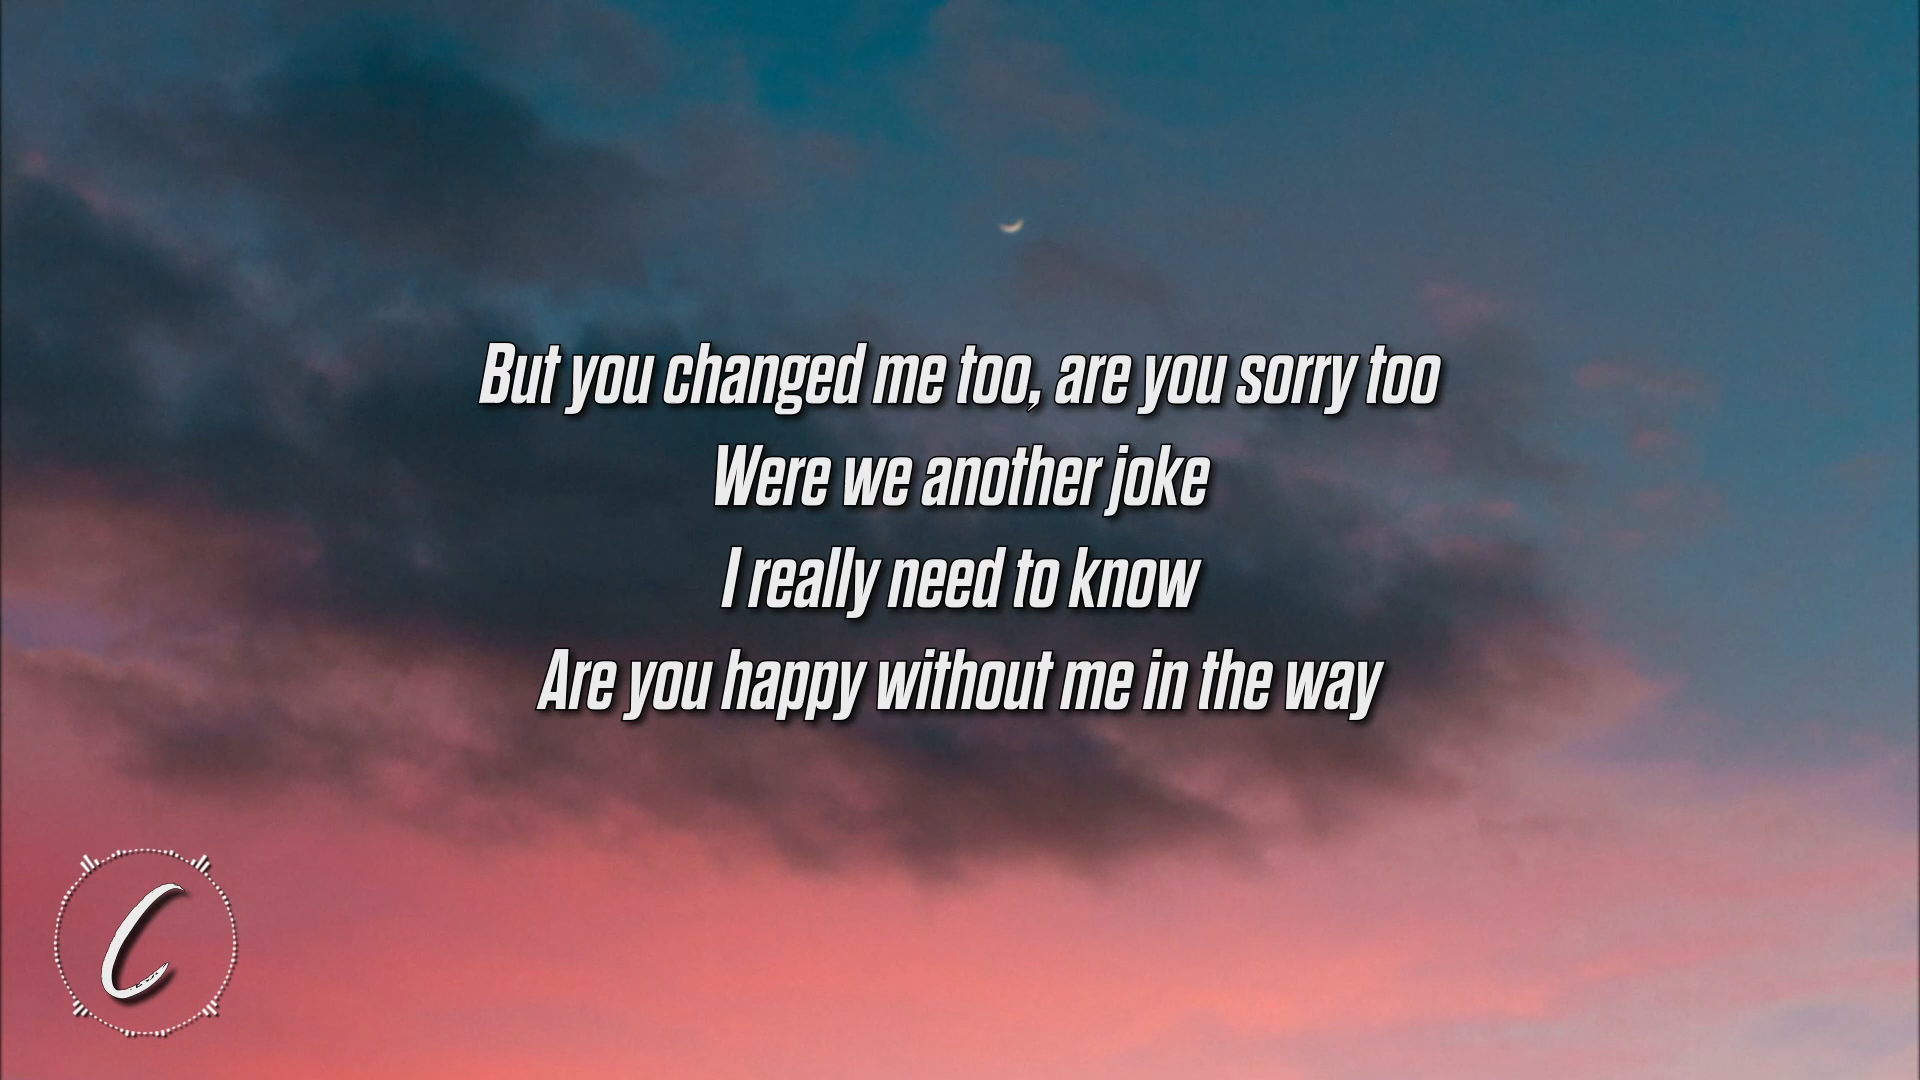 But you changed me too, are you sorry too
Were we another joke
I really need to know
Are you happy without me in the way
C